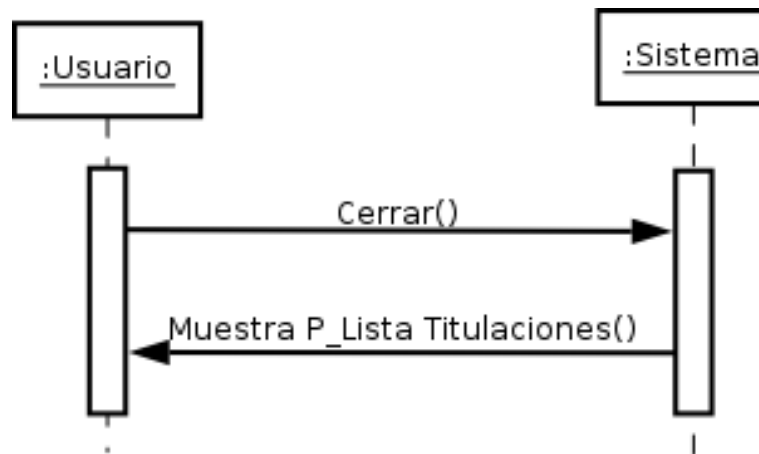 :Usuario
:Sistema
Cerrar()
Muestra P_Lista Titulaciones()